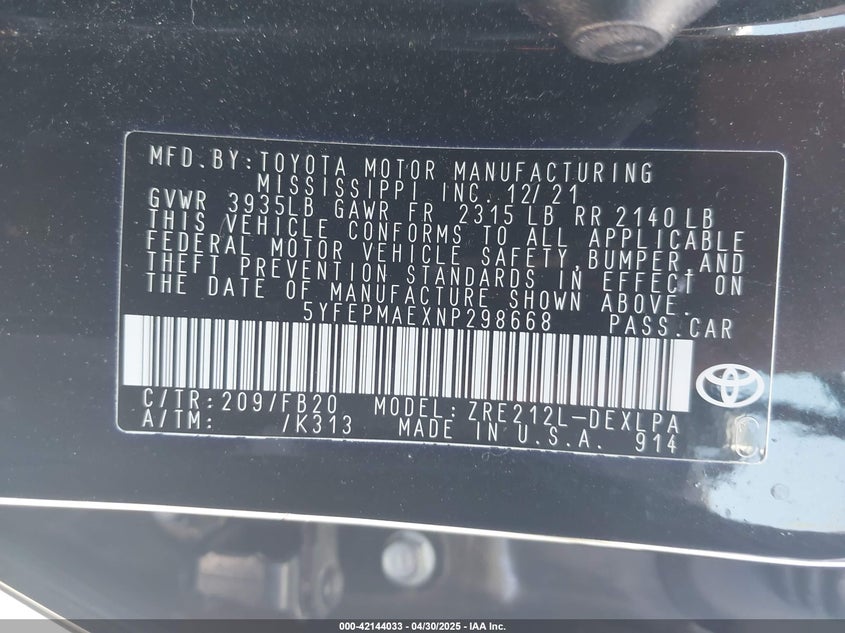 MFD.BY:TOYOTA MOTOR MANUFACTURING
MISSISSIPPI INC. 12/21
GVWR 3935LB GAWR FR 2315 LB RR 2140 LB
THIS VEHICLE CONFORMS TO ALL APPLICABLE
FEDERAL MOTOR VEHICLE SAFETY,BUMPER,AND
THEFT PREVENTION STANDARDS IN EFFECT ON
THE DATE OF MANUFACTURE SHOWN ABOVE.
5YFEPMAEXNP298668 PASS.CAR
C/TR:209/FB20 MODEL:ZRE212L-DEXLPA
A/TM: /K313 MADE IN U.S.A. 914
000-42144033 - 04/30/2025 - IAA Inc.